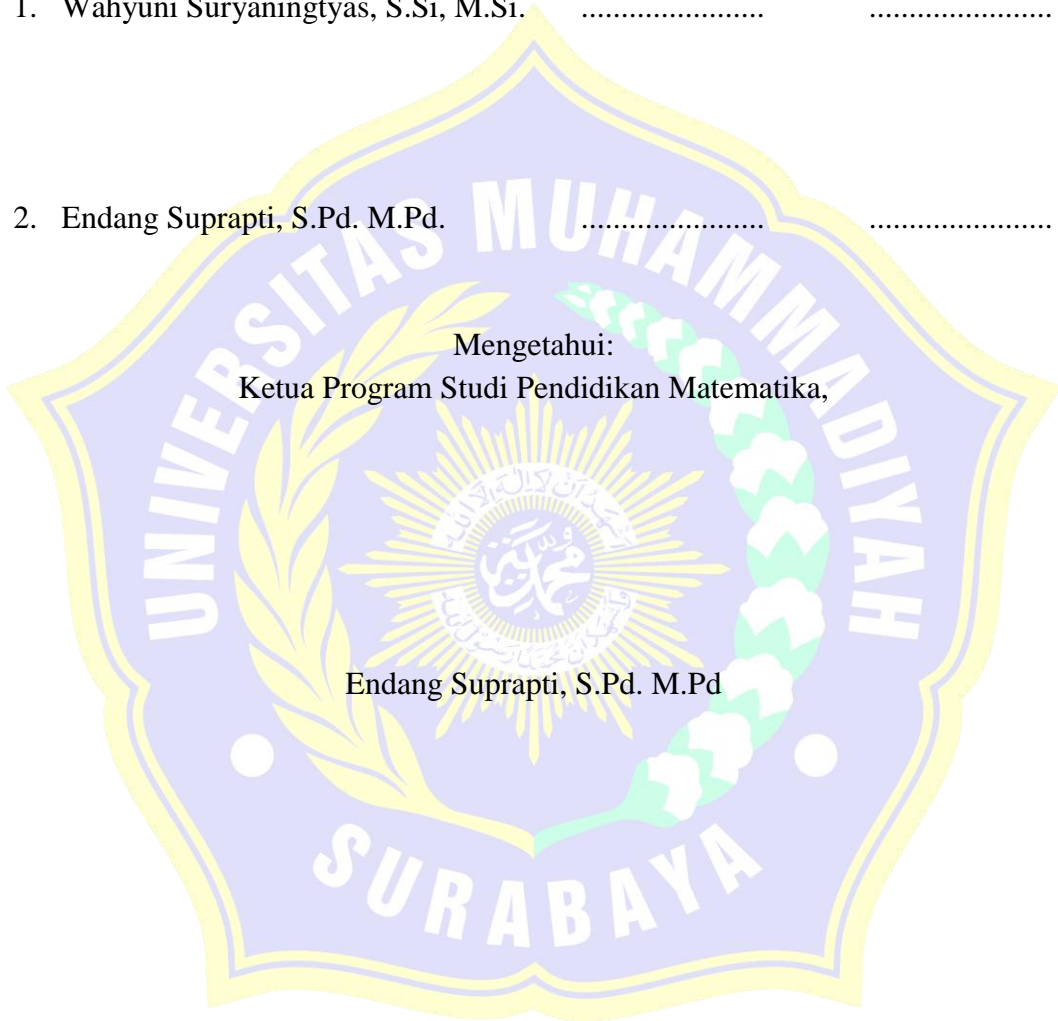 1. Wahyuni Suryaningtyas, S.Si, M.Si. ....................... .......................
2. Endang Suprapti, S.Pd. M.Pd. ....................... .......................
Mengetahui:
Ketua Program Studi Pendidikan Matematika,
Endang Suprapti, S.Pd. M.Pd
UNIVERSITAS MUHAMMADIYAH
SURABAYA
محمد